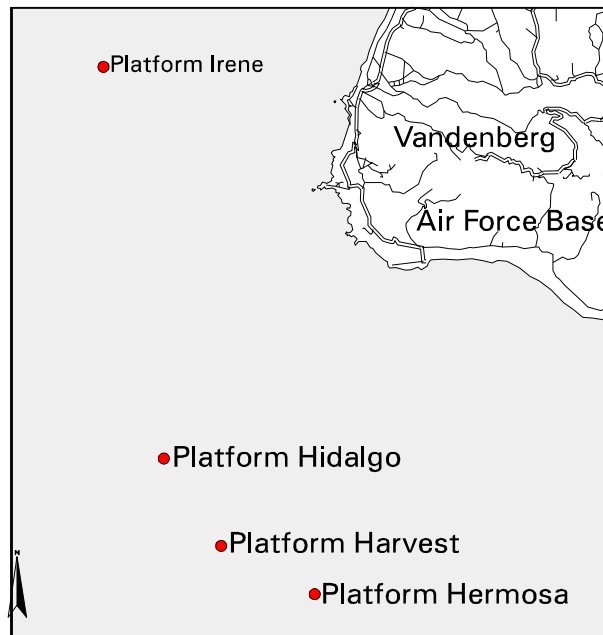 Platform Irene
Vandenberg
Air Force Base
Platform Hidalgo
Platform Harvest
N
Platform Hermosa